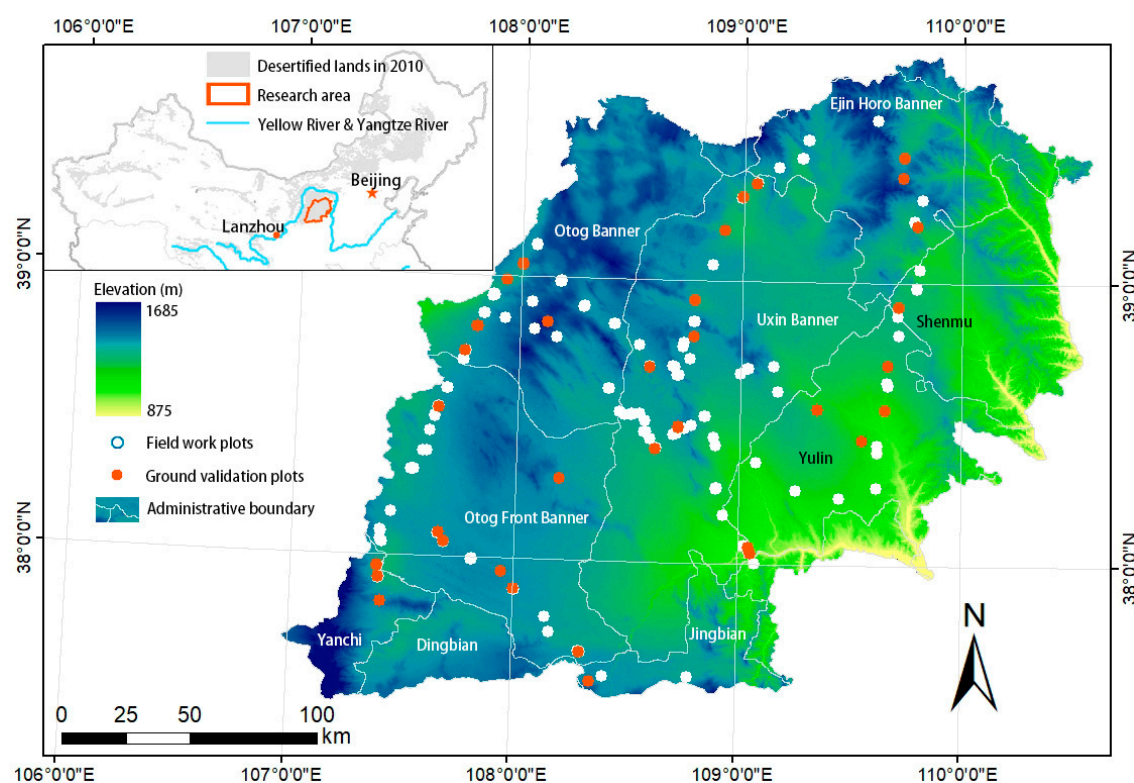 106°0'0"E
107°0'0"E
108°0'0"E
109°0'0"E
110°0'0"E
Desertified lands in 2010
Research area
Yellow River & Yangtze River
Beijing
Lanzhou
Ejin Horo Banner
Otog Banner
39°0'0"N
39°0'0"N
Elevation (m)
1685
875
Uxin Banner
Shenmu
Field work plots
Ground validation plots
Administrative boundary
Yulin
Otog Front Banner
38°0'0"N
38°0'0"N
Yanchi
Dingbian
Jingbian
N
0 25 50 100
km
106°0'0"E
107°0'0"E
108°0'0"E
109°0'0"E
110°0'0"E